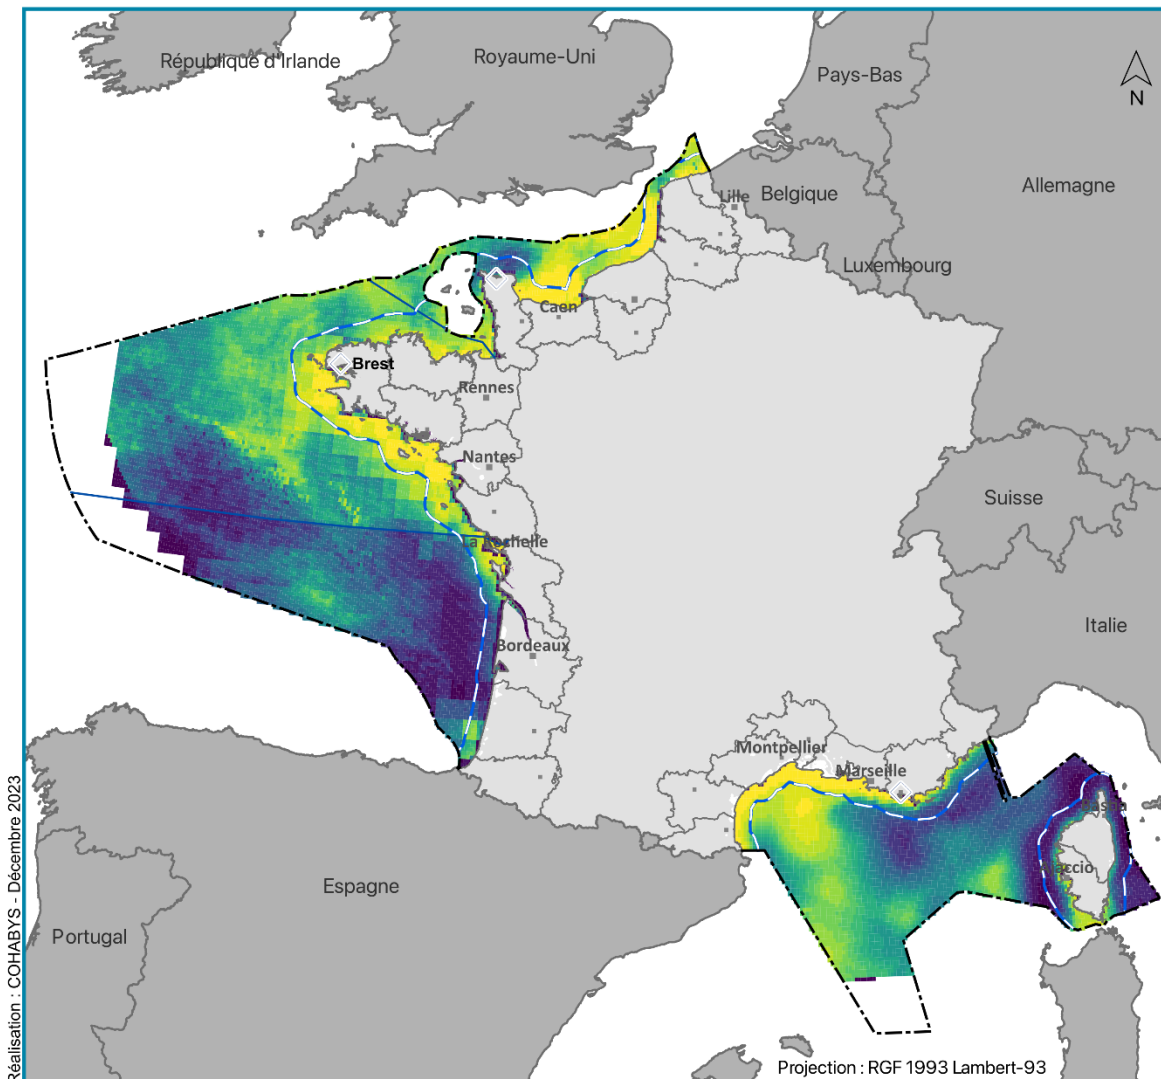 République d'Irlande
Royaume-Uni
Pays-Bas
N
Allemagne
Lille
Belgique
Luxembourg
Caen
Brest
Rennes
Nantes
Suisse
La Rochelle
Italie
Bordeaux
Montpellier
Marseille
Espagne
Portugal
Réalisation : COHABYS - Décembre 2023
Projection : RGF 1993 Lambert-93